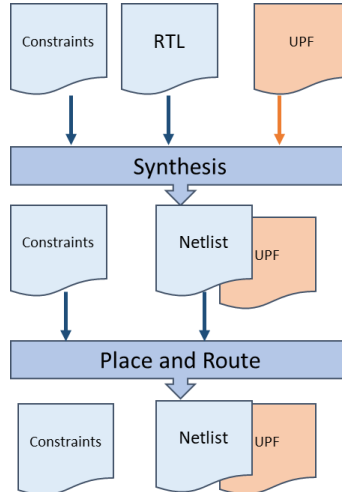 Constraints
RTL
UPF
Synthesis
Constraints
Netlist
UPF
Place and Route
Constraints
Netlist
UPF